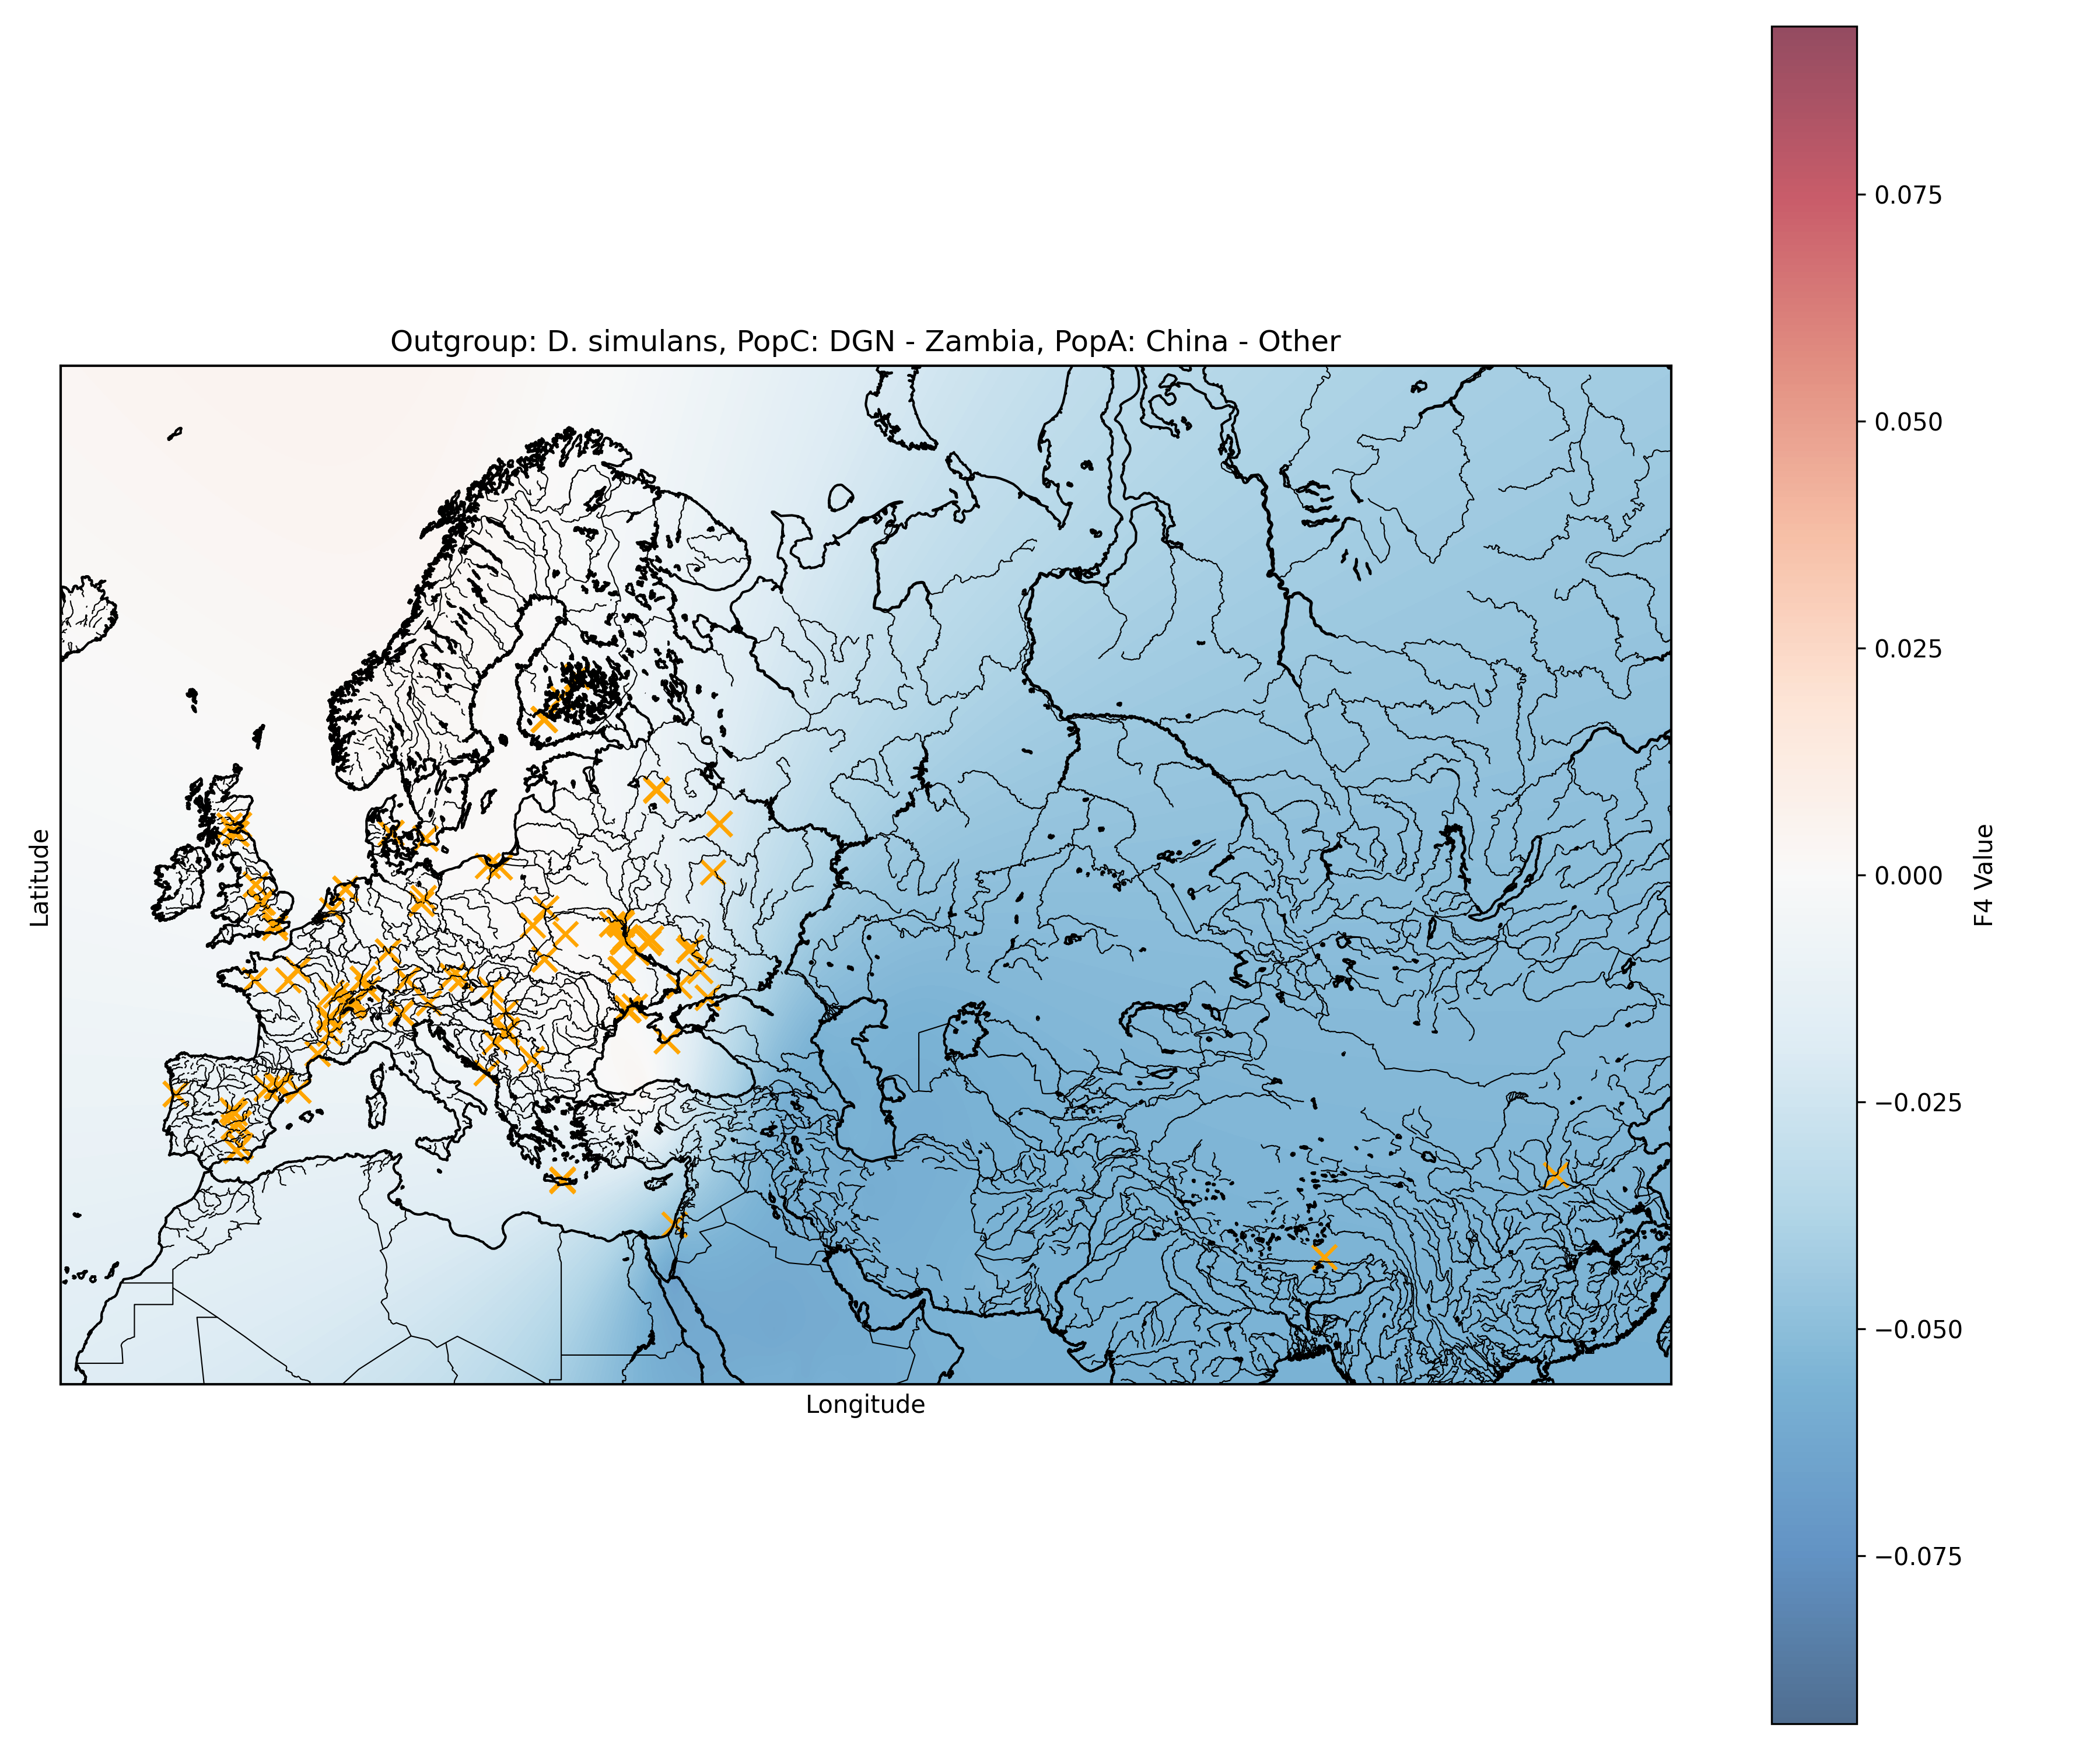 Outgroup: D. simulans, PopC: DGN - Zambia, PopA: China - Other
Latitude
Longitude
0.075
0.050
0.025
0.000
−0.025
−0.050
−0.075
F4 Value